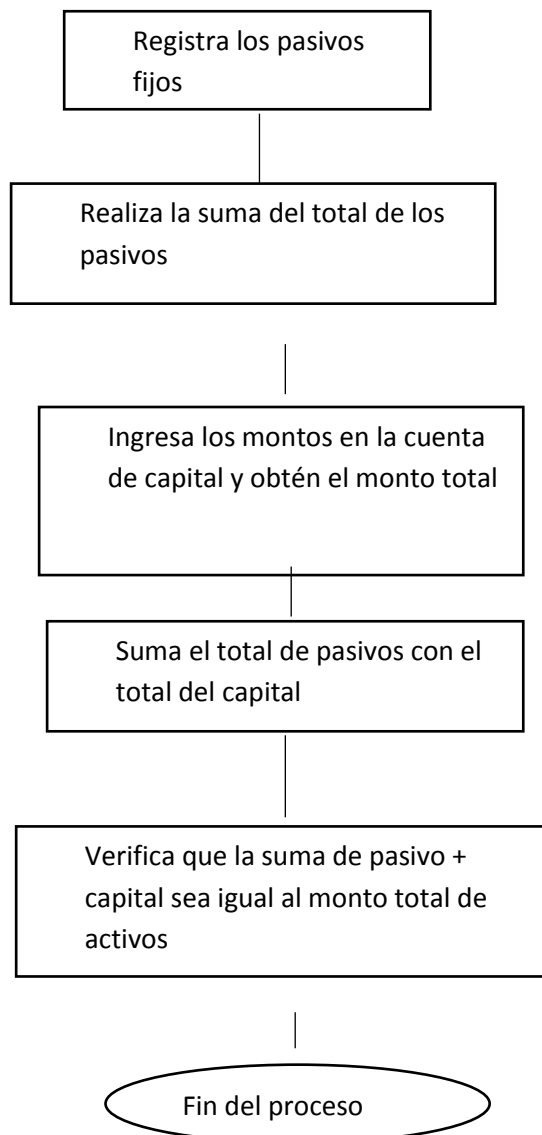 Registra los pasivos
fijos
Realiza la suma del total de los
pasivos
Ingresa los montos en la cuenta
de capital y obtén el monto total
Suma el total de pasivos con el
total del capital
Verifica que la suma de pasivo +
capital sea igual al monto total de
activos
Fin del proceso